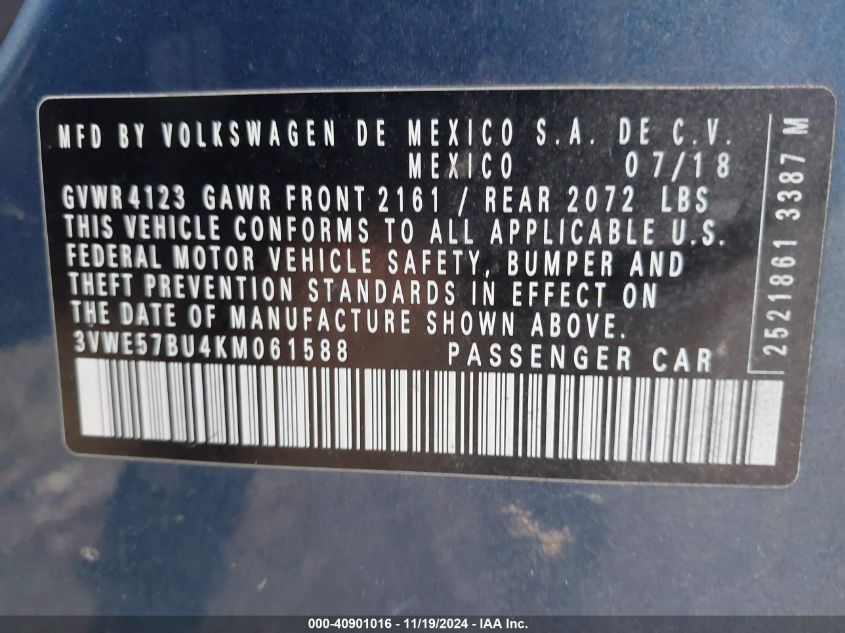 MFD BY VOLKSWAGEN DE MEXICO S.A. DE C.V.
MEXICO 07/18
GVWR 4123 GAWR FRONT 2161 / REAR 2072 LBS
THIS VEHICLE CONFORMS TO ALL APPLICABLE U.S.
FEDERAL MOTOR VEHICLE SAFETY, BUMPER AND
THEFT PREVENTION STANDARDS IN EFFECT ON
THE DATE OF MANUFACTURE SHOWN ABOVE.
3VWE57BU4KM061588 PASSENGER CAR
2521861 3387 M
000-40901016 - 11/19/2024 - IAA Inc.